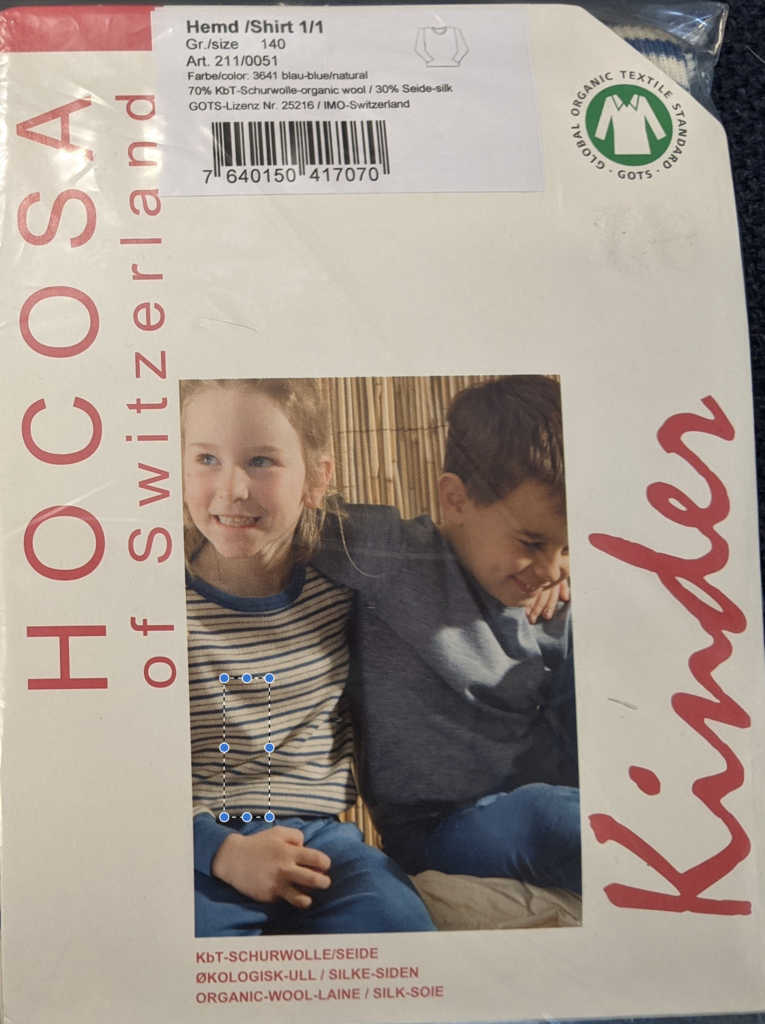 Hemd /Shirt 1/1
Gr./size 140
Art. 211/0051
Farbe/color: 3641 blau-blue/natural
70% KbT-Schurwolle-organic wool / 30% Seide-silk
GOTS-Lizenz Nr. 25216 / IMO-Switzerland
7 640150 417070
GLOBAL ORGANIC TEXTILE STANDARD · GOTS ·
HOCOSA
of Switzerland
Kinder
KbT-SCHURWOLLE/SEIDE
ØKOLOGISK-ULL / SILKE-SIDEN
ORGANIC-WOOL-LAINE / SILK-SOIE